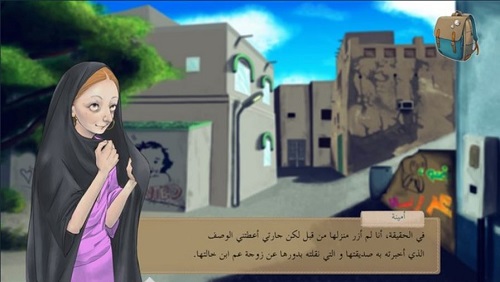 أمينة
في الحقيقة، أنا لم أزر منزلها من قبل لكن جارتي أعطتني الوصف
الذي أخبرته به صديقتها و التي نقلته بدورها عن زوجة عم ابن خالتها.